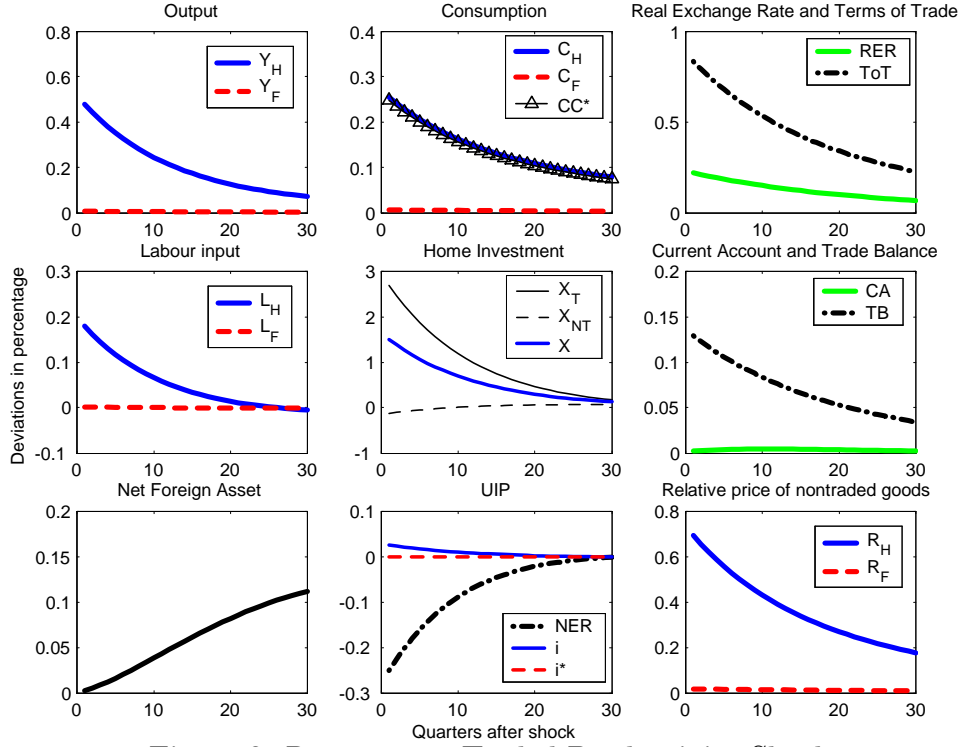 Output
0.8
0.6
0.4
0.2
0
0 10 20 30
Y_H
Y_F
Consumption
0.4
0.3
0.2
0.1
0
0 10 20 30
C_H
C_F
CC*
Real Exchange Rate and Terms of Trade
1
0.5
0
0 10 20 30
RER
ToT
Deviations in percentage
Labour input
0.3
0.2
0.1
0
-0.1
0 10 20 30
L_H
L_F
Home Investment
3
2
1
0
-1
0 10 20 30
X_T
X_NT
X
Current Account and Trade Balance
0.2
0.15
0.1
0.05
0
0 10 20 30
CA
TB
Net Foreign Asset
0.2
0.15
0.1
0.05
0
0 10 20 30
UIP
0.1
0
-0.1
-0.2
-0.3
0 10 20 30
NER
i
i*
Quarters after shock
Relative price of nontraded goods
0.8
0.6
0.4
0.2
0
0 10 20 30
R_H
R_F